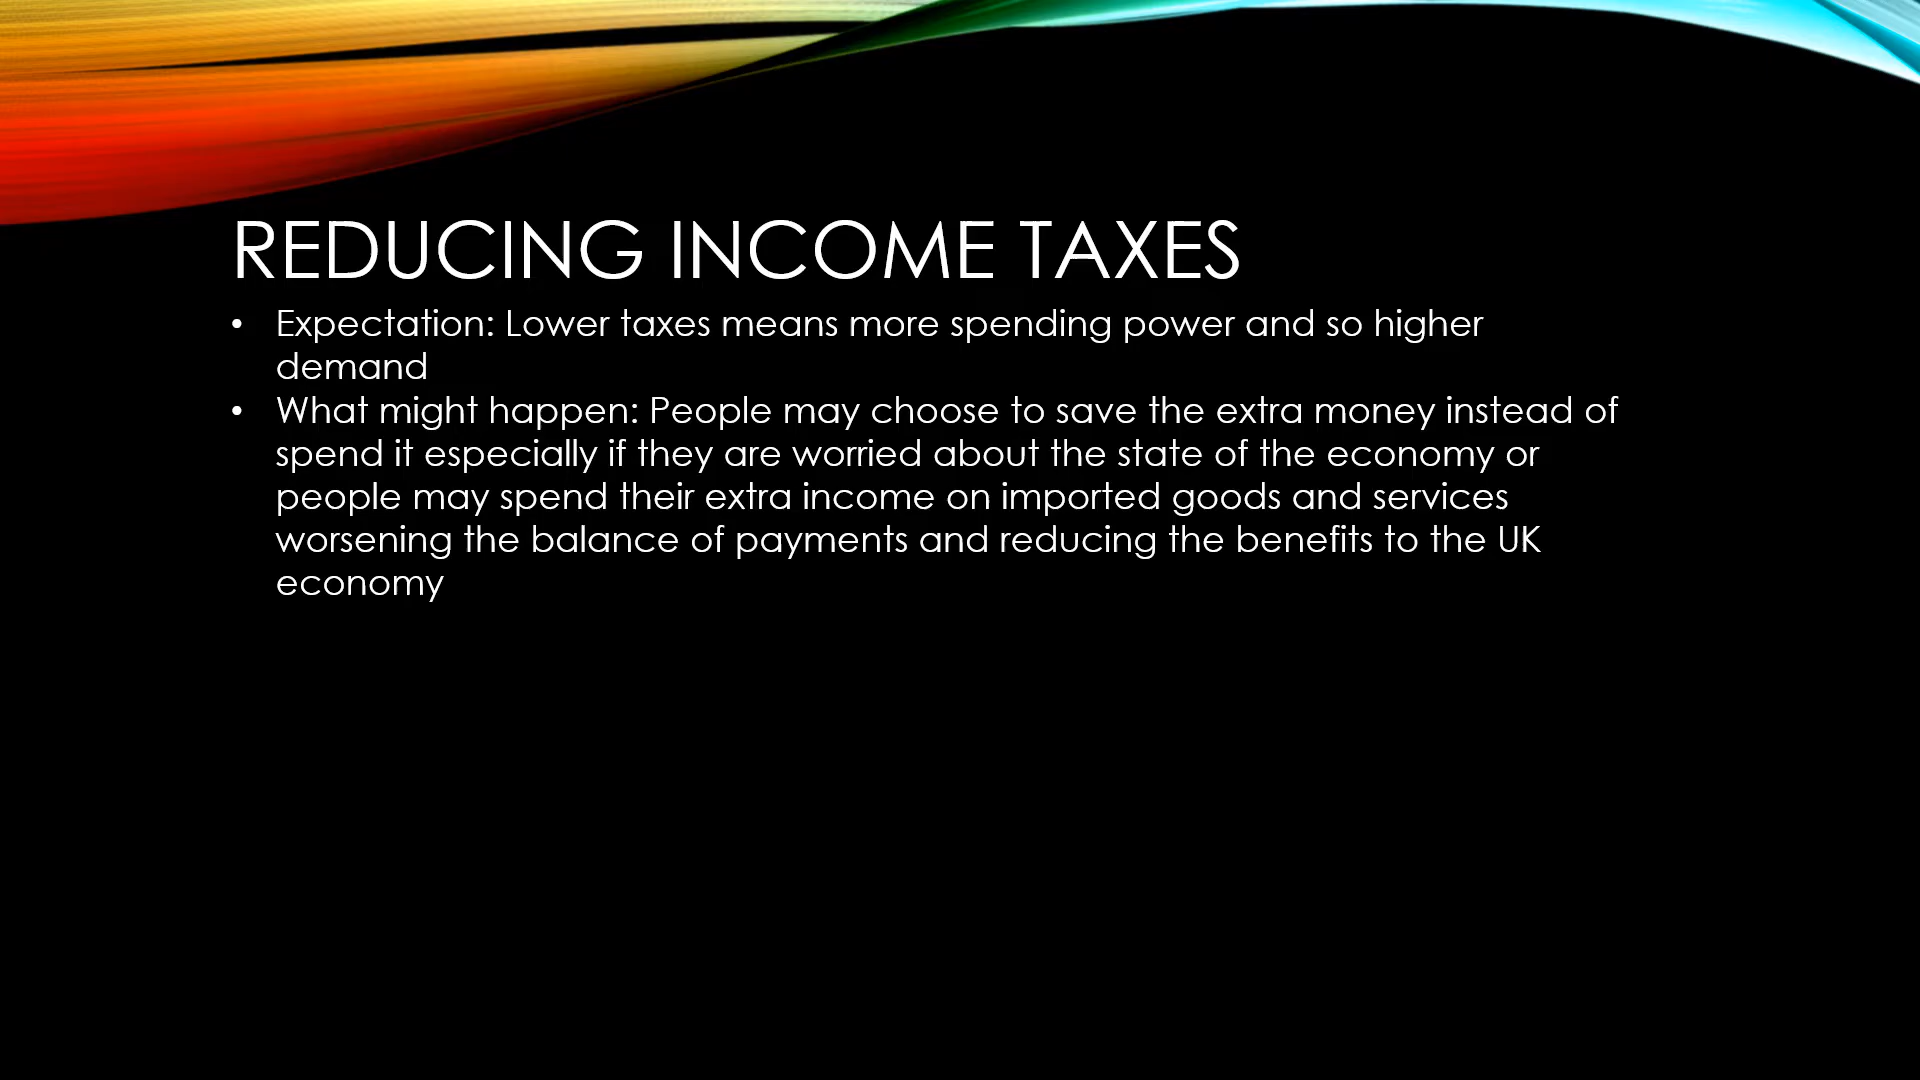 REDUCING INCOME TAXES
• Expectation: Lower taxes means more spending power and so higher
demand
• What might happen: People may choose to save the extra money instead of
spend it especially if they are worried about the state of the economy or
people may spend their extra income on imported goods and services
worsening the balance of payments and reducing the benefits to the UK
economy